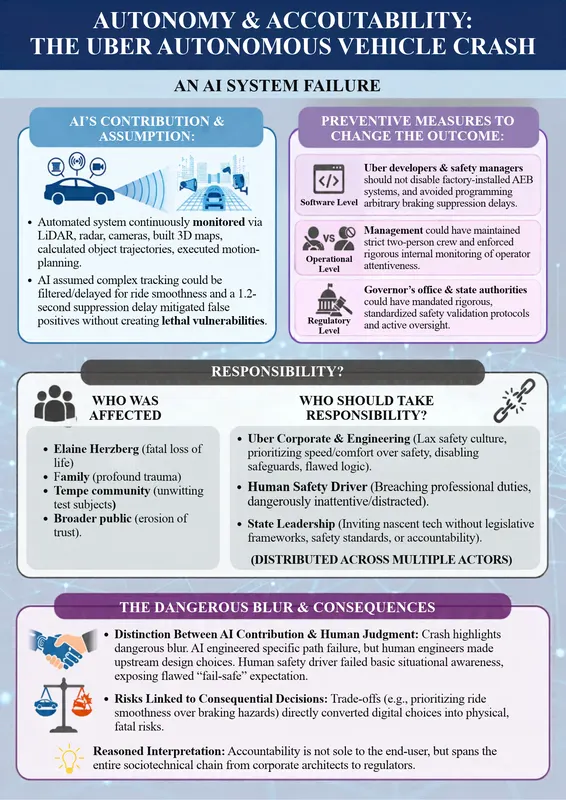 AUTONOMY & ACCOUTABILITY:
THE UBER AUTONOMOUS VEHICLE CRASH
AN AI SYSTEM FAILURE
AI'S CONTRIBUTION &
ASSUMPTION:
• Automated system continuously monitored via
LiDAR, radar, cameras, built 3D maps,
calculated object trajectories, executed motion-
planning.
• AI assumed complex tracking could be
filtered/delayed for ride smoothness and a 1.2-
second suppression delay mitigated false
positives without creating lethal vulnerabilities.
PREVENTIVE MEASURES TO
CHANGE THE OUTCOME:
Software Level
Uber developers & safety managers
should not disable factory-installed AEB
systems, and avoided programming
arbitrary braking suppression delays.
VS
Operational
Level
Management could have maintained
strict two-person crew and enforced
rigorous internal monitoring of operator
attentiveness.
Regulatory
Level
Governor's office & state authorities
could have mandated rigorous,
standardized safety validation protocols
and active oversight.
RESPONSIBILITY?
WHO WAS
AFFECTED
• Elaine Herzberg (fatal loss of
life)
• Family (profound trauma)
• Tempe community (unwitting
test subjects)
• Broader public (erosion of
trust).
WHO SHOULD TAKE
RESPONSIBILITY?
• Uber Corporate & Engineering (Lax safety culture,
prioritizing speed/comfort over safety, disabling
safeguards, flawed logic).
• Human Safety Driver (Breaching professional duties,
dangerously inattentive/distracted).
• State Leadership (Inviting nascent tech without legislative
frameworks, safety standards, or accountability).
(DISTRIBUTED ACROSS MULTIPLE ACTORS)
THE DANGEROUS BLUR & CONSEQUENCES
• Distinction Between AI Contribution & Human Judgment: Crash highlights
dangerous blur. AI engineered specific path failure, but human engineers made
upstream design choices. Human safety driver failed basic situational awareness,
exposing flawed “fail-safe” expectation.
• Risks Linked to Consequential Decisions: Trade-offs (e.g., prioritizing ride
smoothness over braking hazards) directly converted digital choices into physical,
fatal risks.
Reasoned Interpretation: Accountability is not sole to the end-user, but spans the
entire sociotechnical chain from corporate architects to regulators.